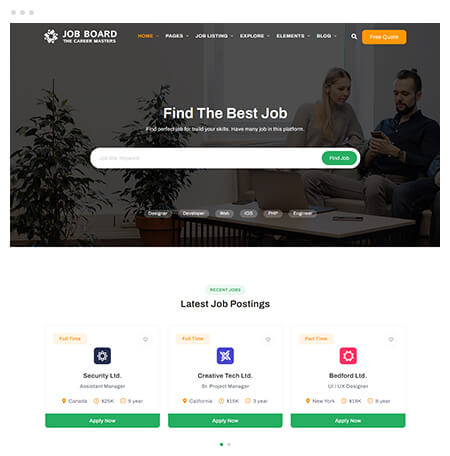 JOB BOARD
THE CAREER MASTERS
HOME PAGES JOB LISTING EXPLORE ELEMENTS BLOG Free Quote
Find The Best Job
Find perfect job for build your skills. Have many job in this platform.
Job title, Keyword Find Job
Designer Developer Web iOS PHP Engineer
RECENT JOBS
Latest Job Postings
Full Time Full Time Part Time
Security Ltd. Creative Tech Ltd. Bedford Ltd.
Assistant Manager Sr. Project Manager UI / UX Designer
Canada $25K 5 year California $15K 3 year New York $18K 8 year
Apply Now Apply Now Apply Now